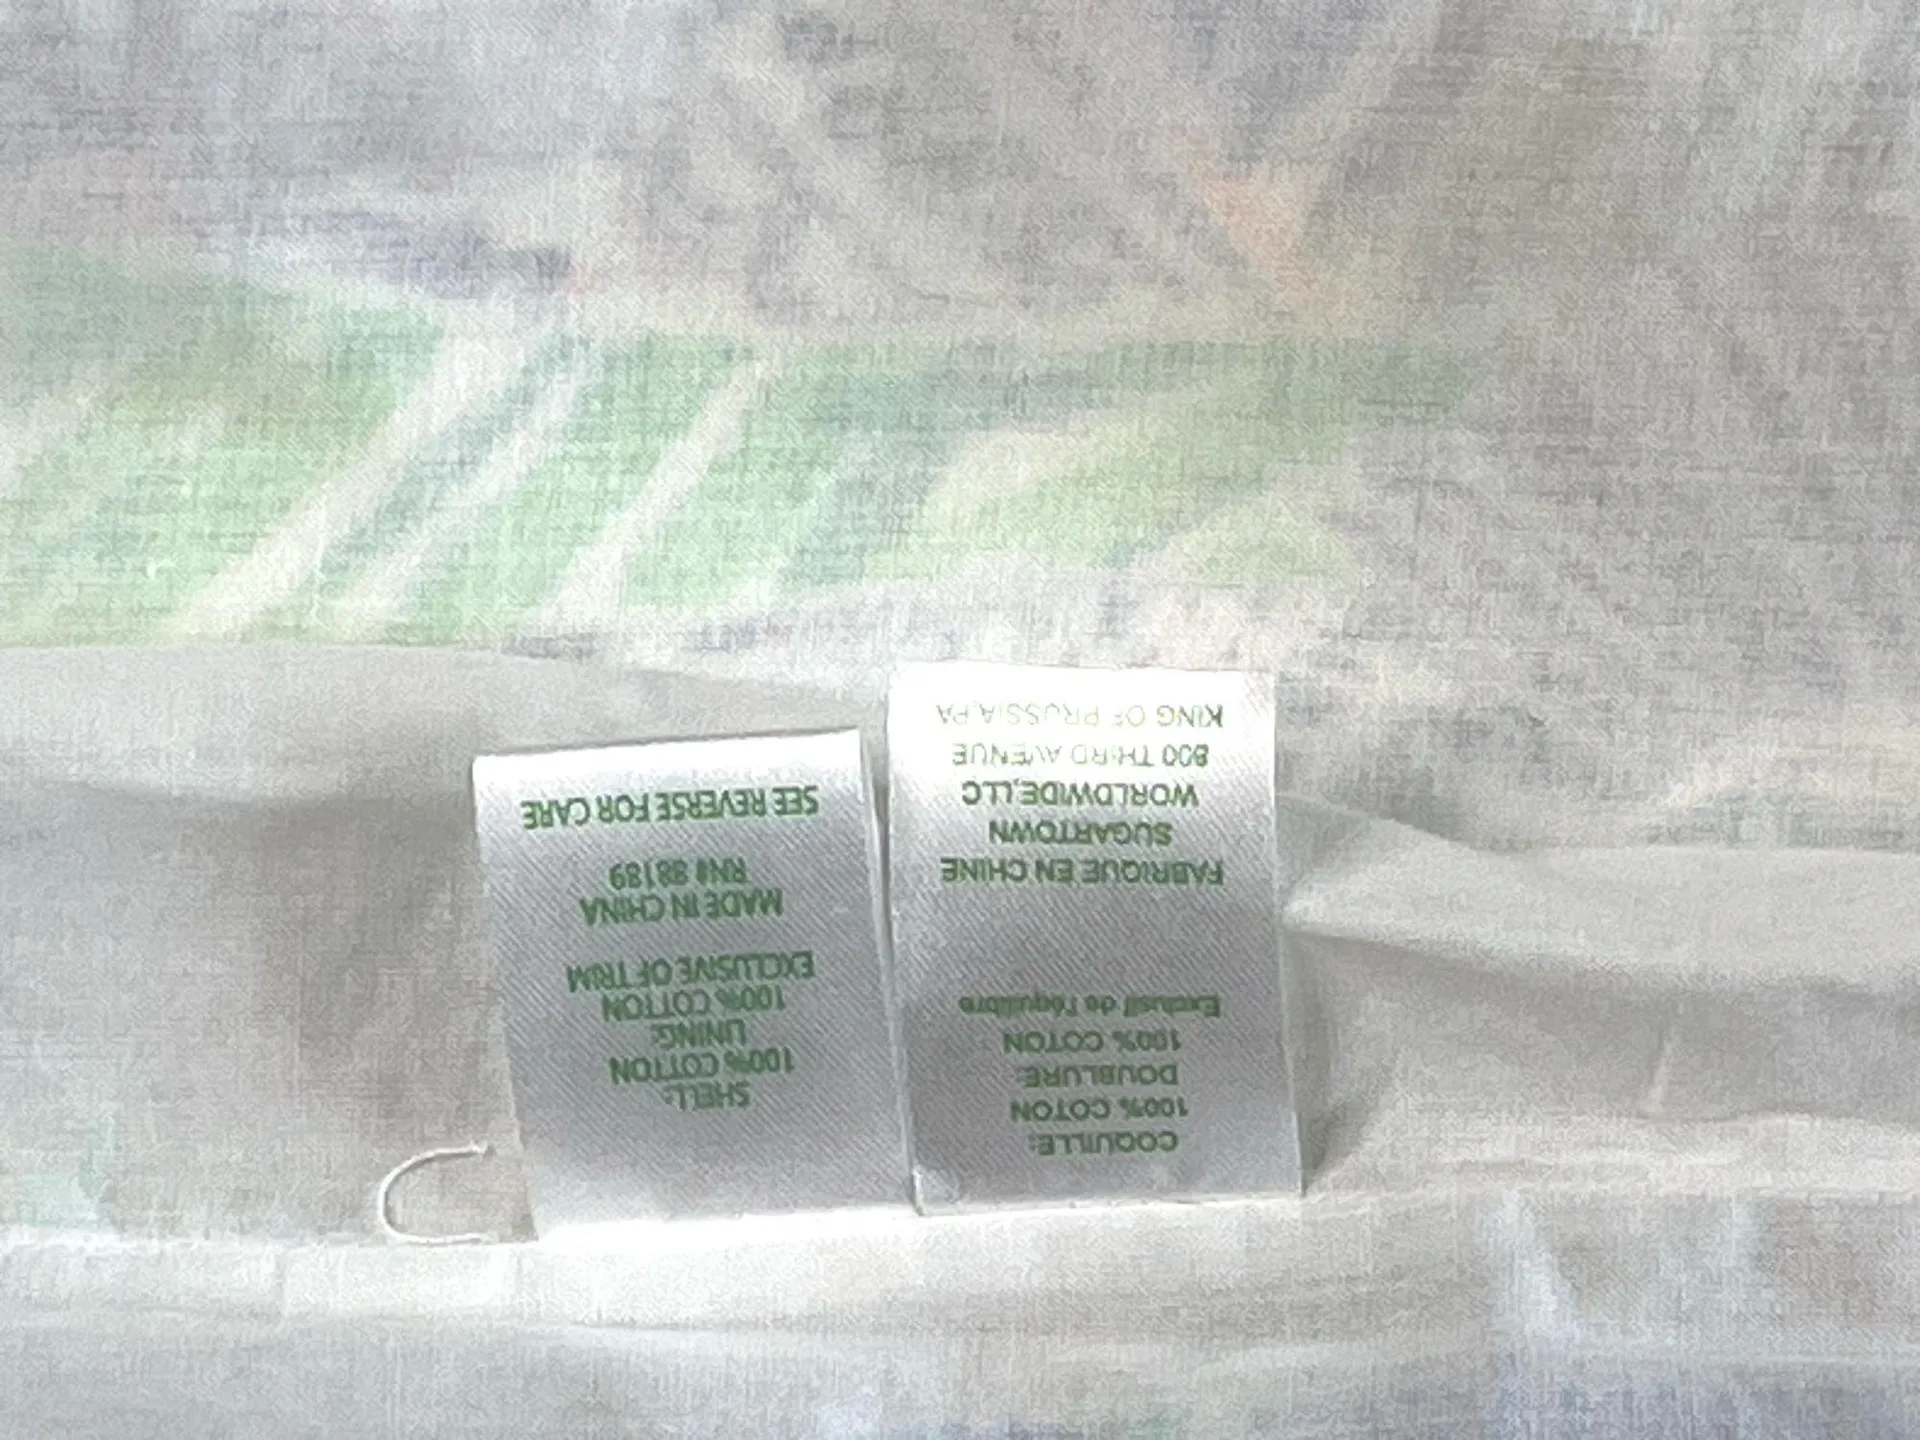 SHELL:
100% COTTON
LINING:
100% COTTON
EXCLUSIVE OF TRIM
MADE IN CHINA
RN# 88189
SEE REVERSE FOR CARE
COQUILLE:
100% COTON
DOUBLURE:
100% COTON
Exclusif de l'équilibre
FABRIQUE EN CHINE
SUGARTOWN
WORLDWIDE,LLC
800 THIRD AVENUE
KING OF PRUSSIA,PA